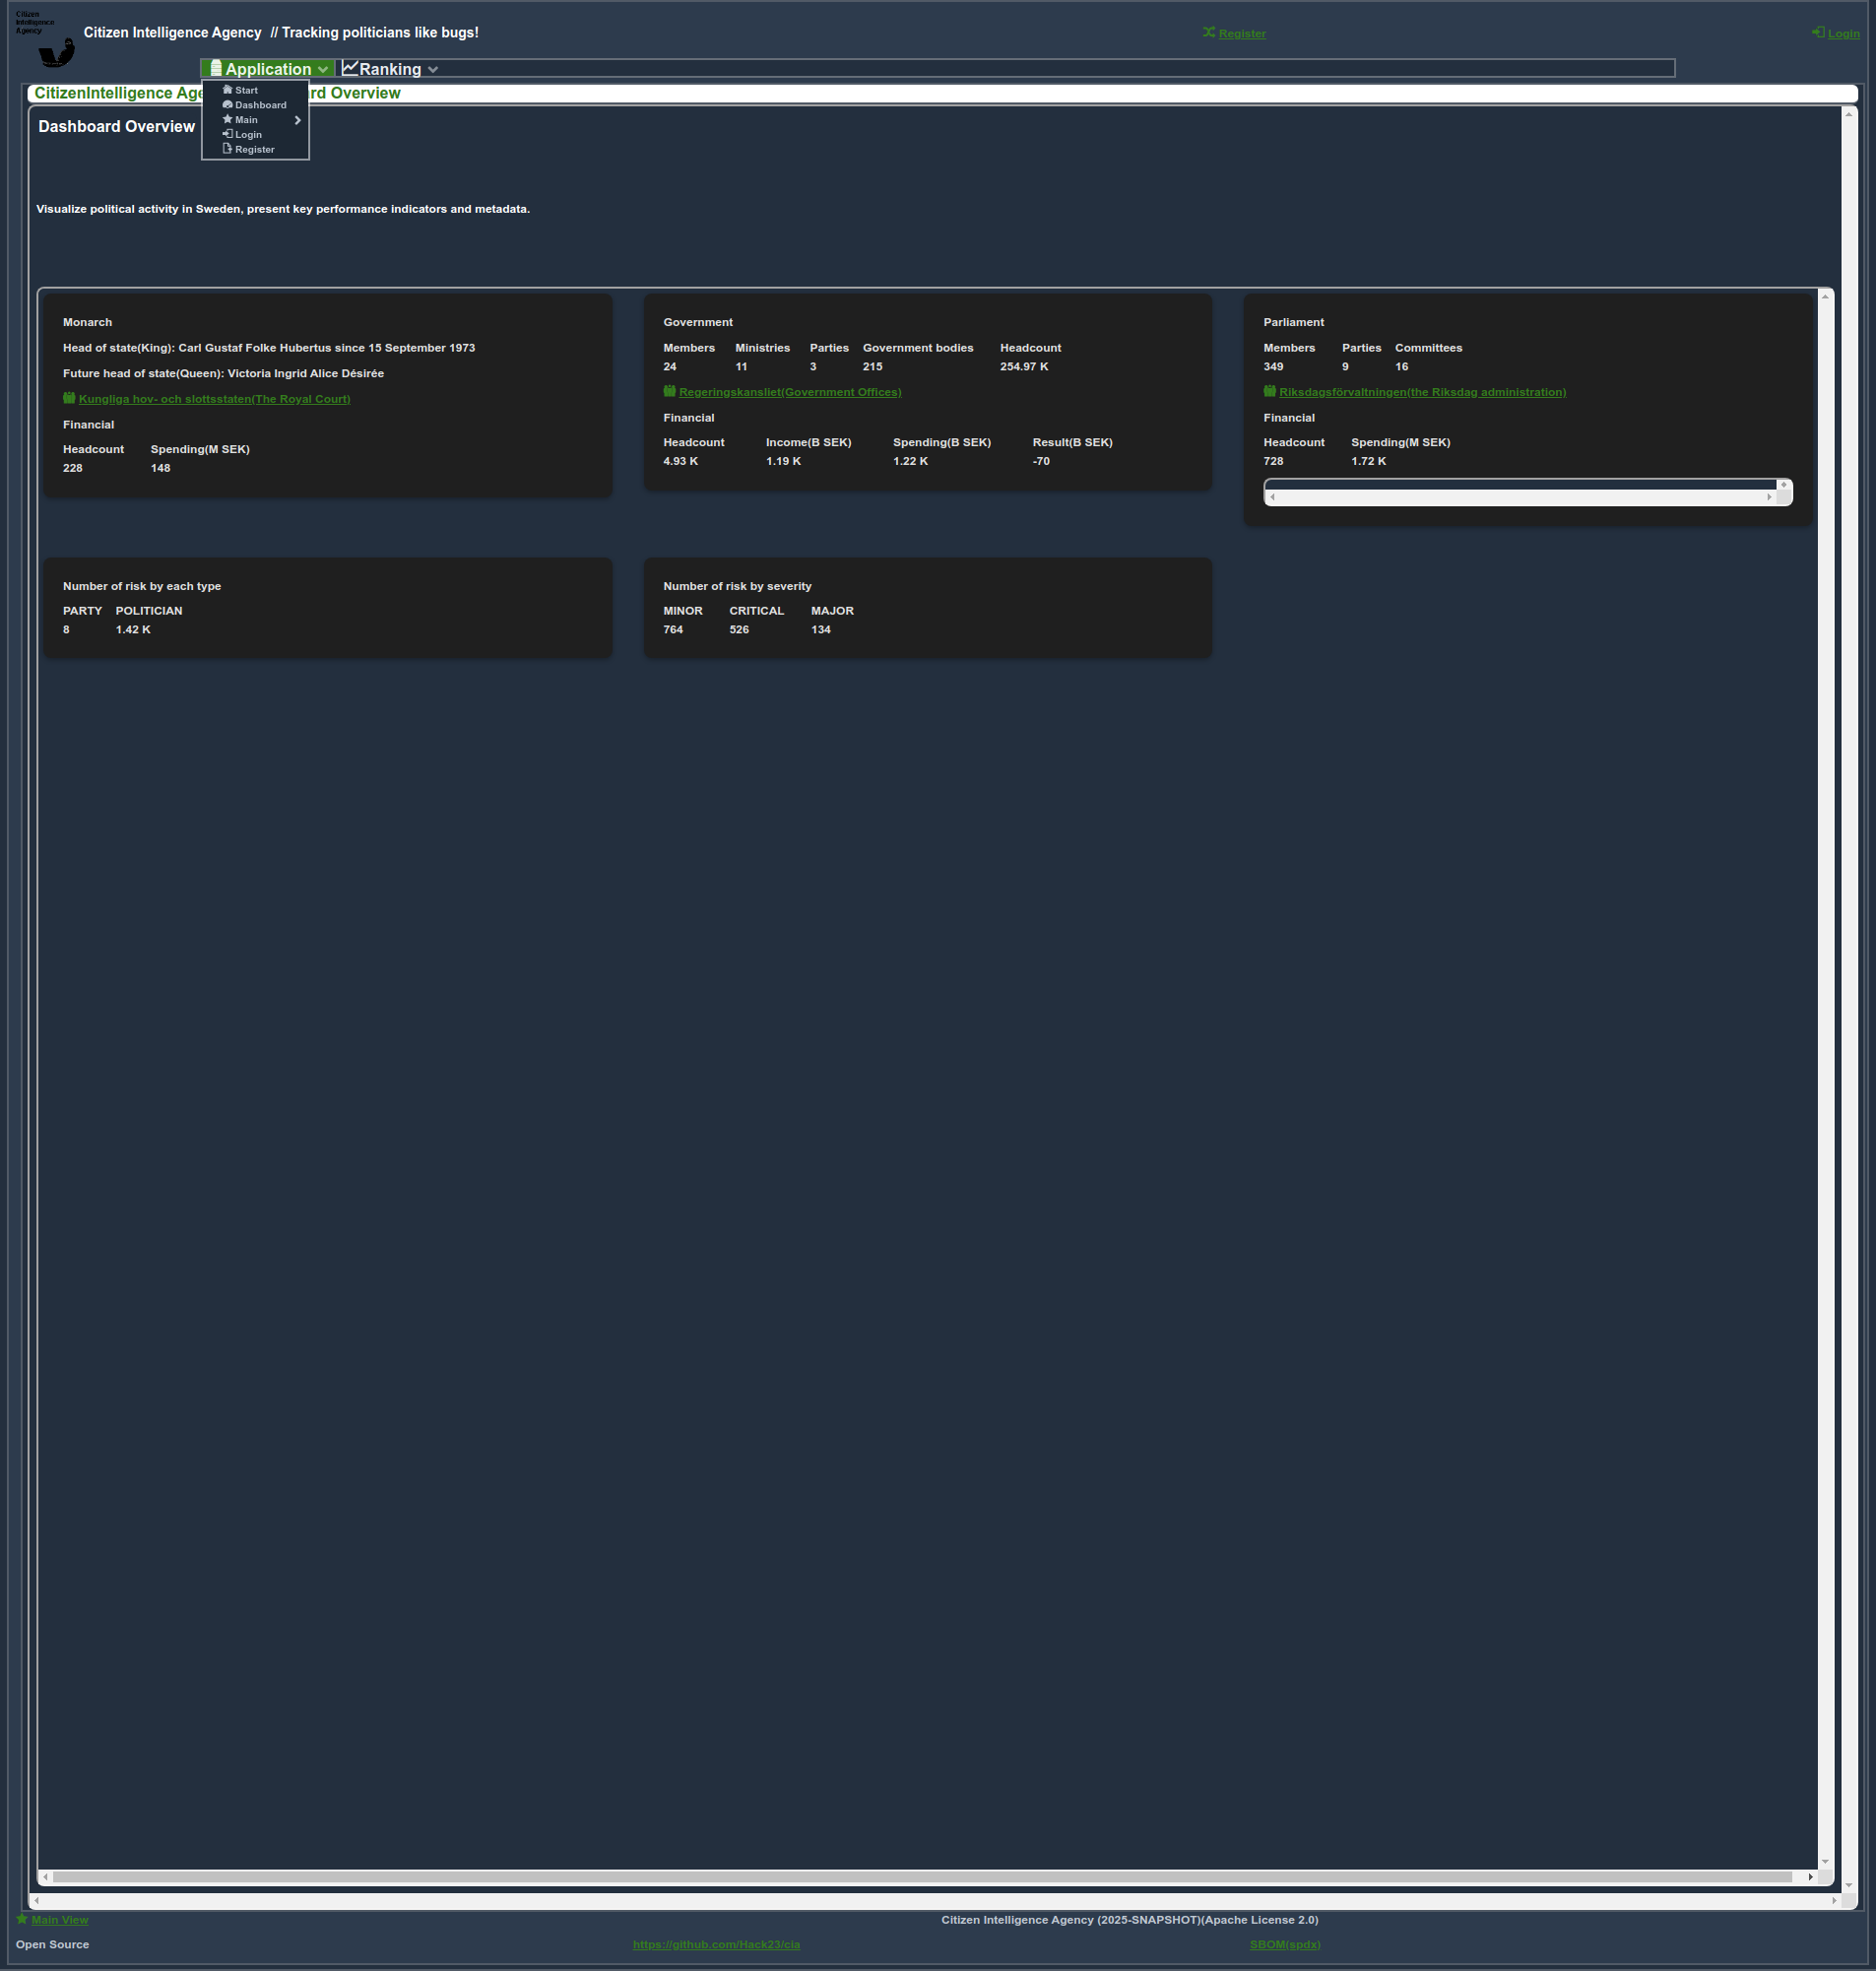 Citizen
Intelligence
Agency
Citizen Intelligence Agency // Tracking politicians like bugs!
Register
Login
Application
Ranking
CitizenIntelligence Age rd Overview
Start
Dashboard
Main
Login
Register
Dashboard Overview
Visualize political activity in Sweden, present key performance indicators and metadata.
Monarch
Head of state(King): Carl Gustaf Folke Hubertus since 15 September 1973
Future head of state(Queen): Victoria Ingrid Alice Désirée
Kungliga hov- och slottsstaten(The Royal Court)
Financial
Headcount Spending(M SEK)
228 148
Government
Members Ministries Parties Government bodies Headcount
24 11 3 215 254.97 K
Regeringskansliet(Government Offices)
Financial
Headcount Income(B SEK) Spending(B SEK) Result(B SEK)
4.93 K 1.19 K 1.22 K -70
Parliament
Members Parties Committees
349 9 16
Riksdagsförvaltningen(the Riksdag administration)
Financial
Headcount Spending(M SEK)
728 1.72 K
Number of risk by each type
PARTY POLITICIAN
8 1.42 K
Number of risk by severity
MINOR CRITICAL MAJOR
764 526 134
Main View
Citizen Intelligence Agency (2025-SNAPSHOT)(Apache License 2.0)
Open Source
https://github.com/Hack23/cia
SBOM(spdx)